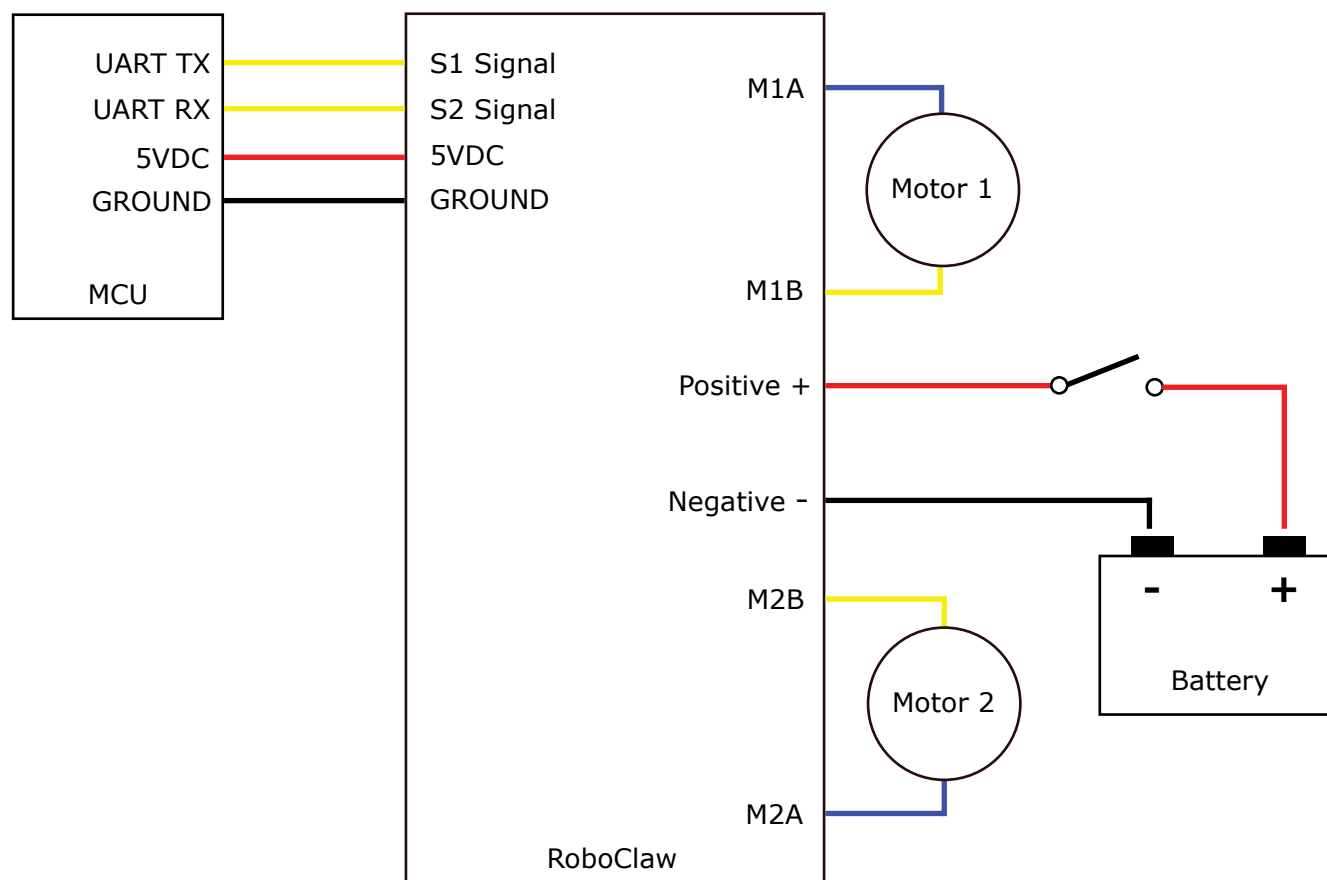 UART TX
UART RX
5VDC
GROUND
MCU
S1 Signal
S2 Signal
5VDC
GROUND
M1A
M1B
Positive +
Negative -
M2B
M2A
RoboClaw
Motor 1
Motor 2
- +
Battery